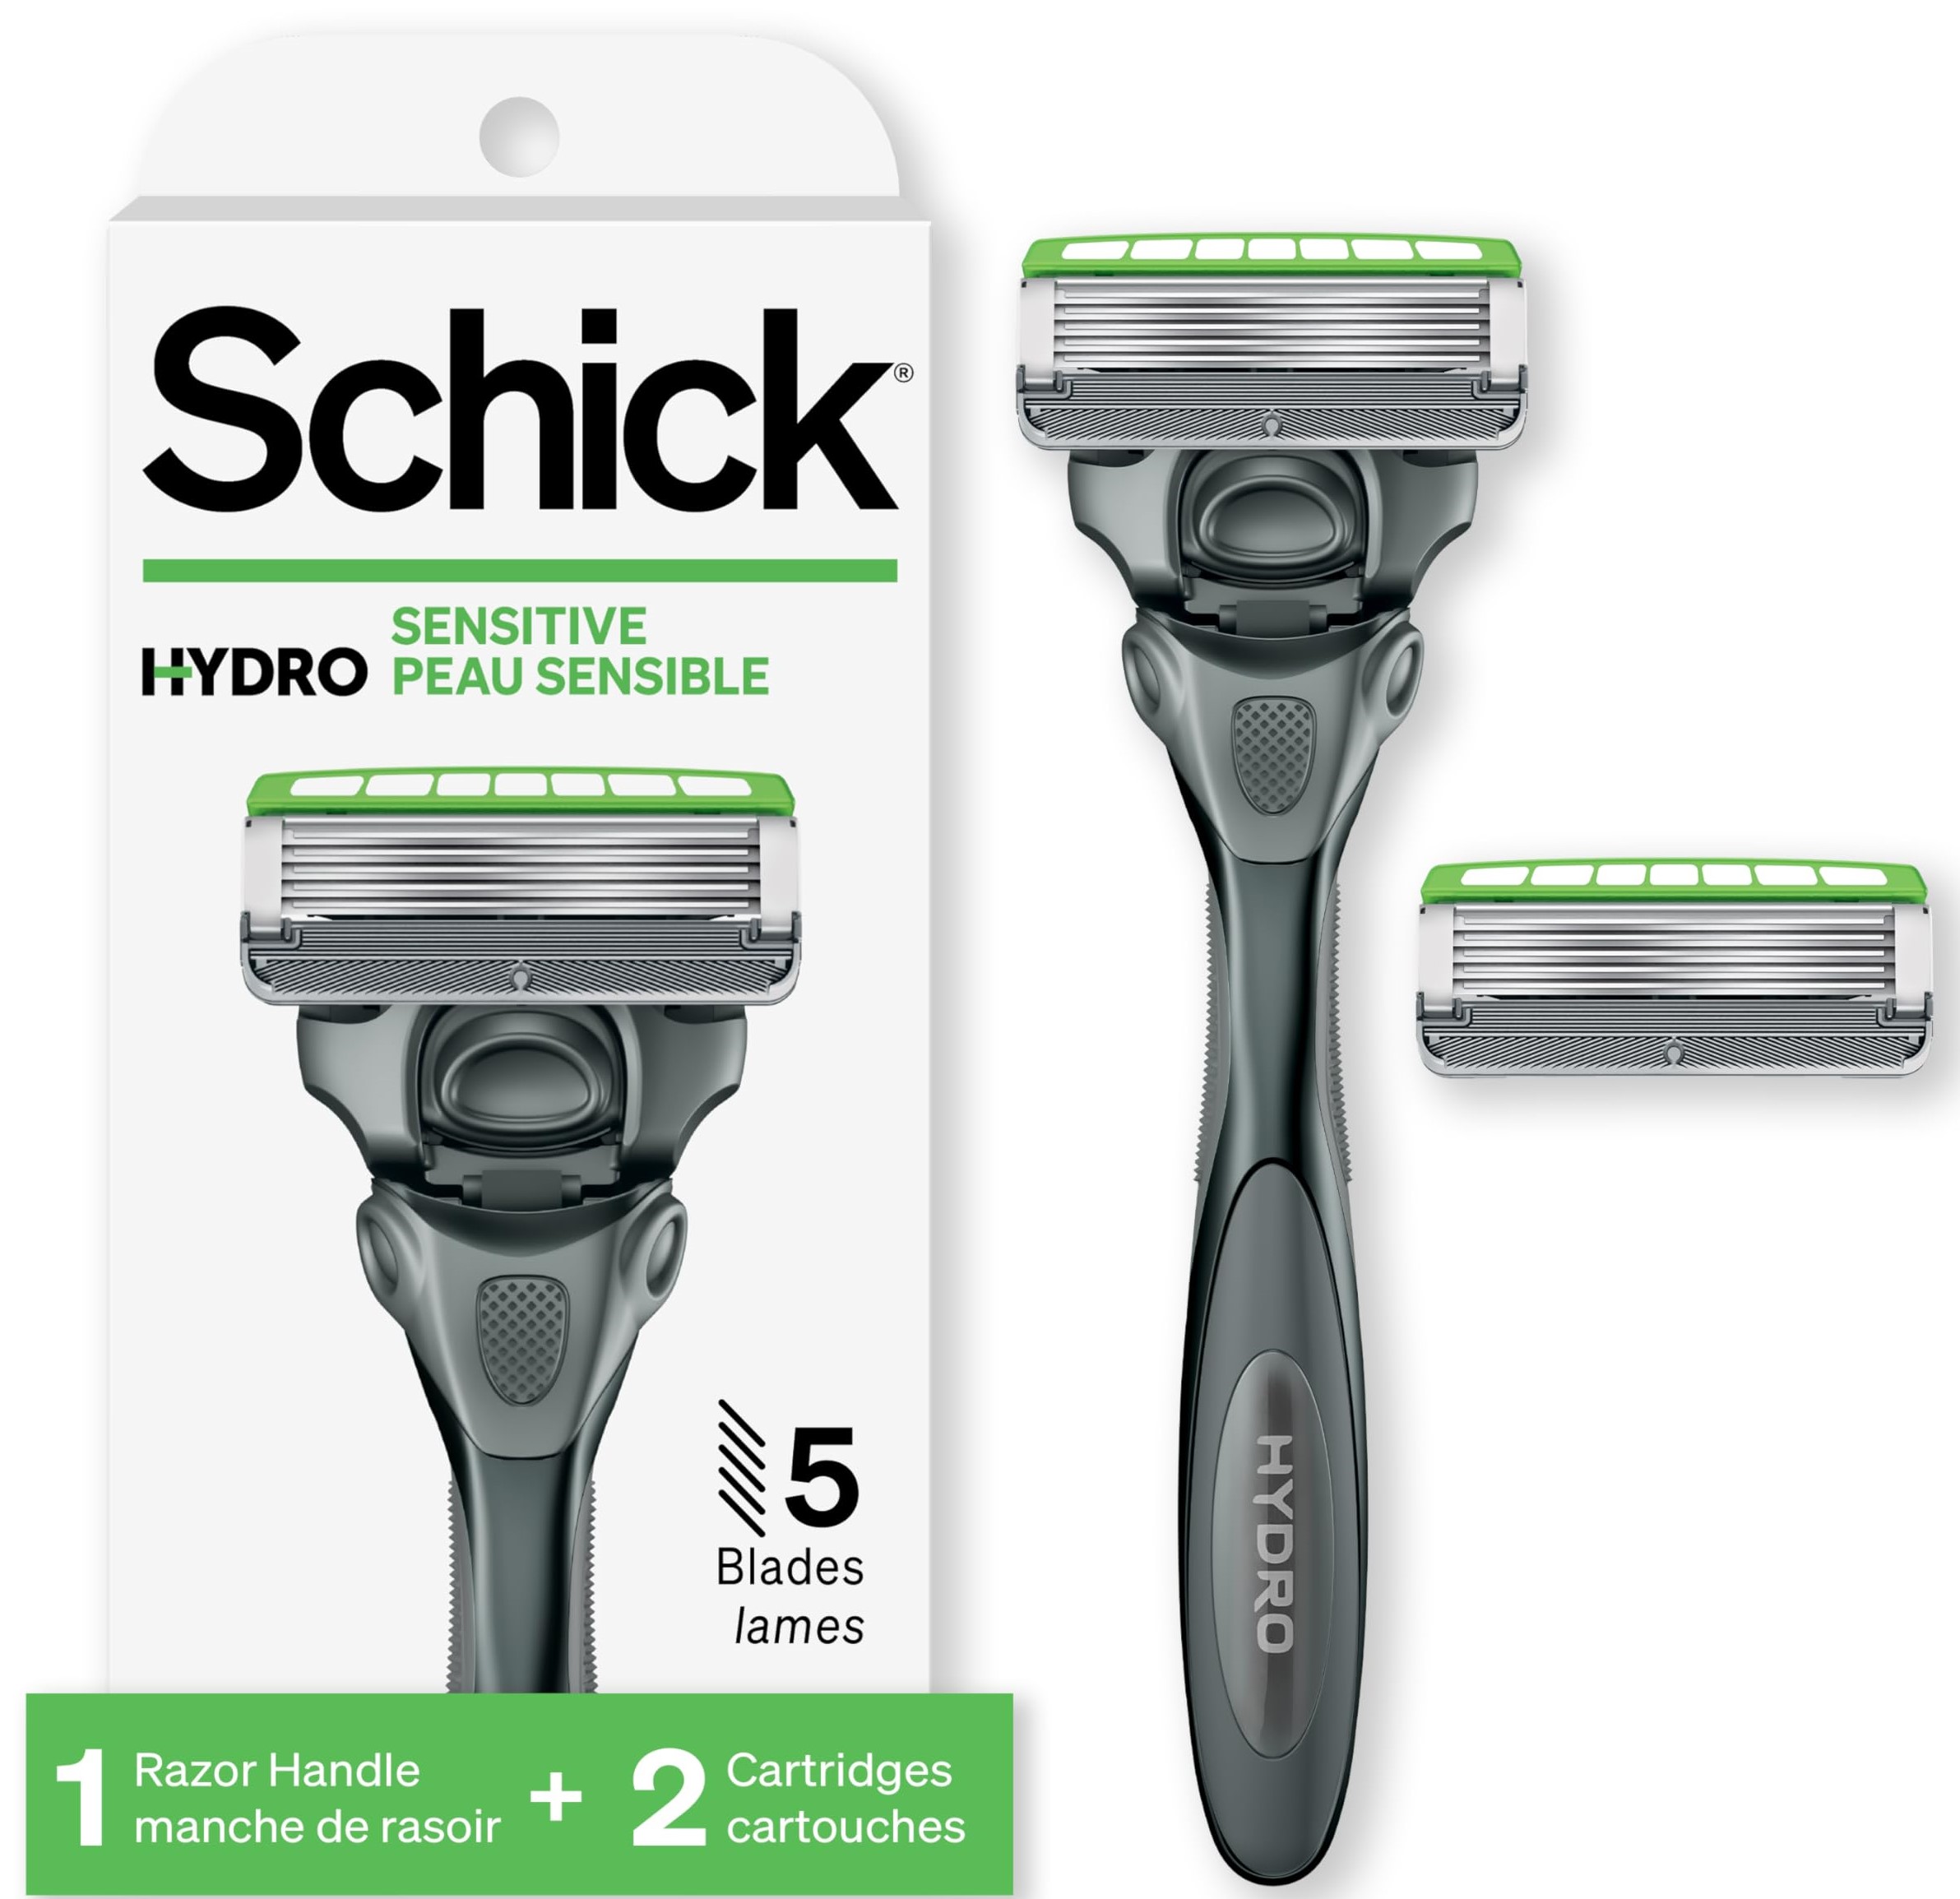 Schick®
HYDRO SENSITIVE
PEAU SENSIBLE
5
Blades
lames
1 Razor Handle
manche de rasoir
+
2 Cartridges
cartouches
HYDRO